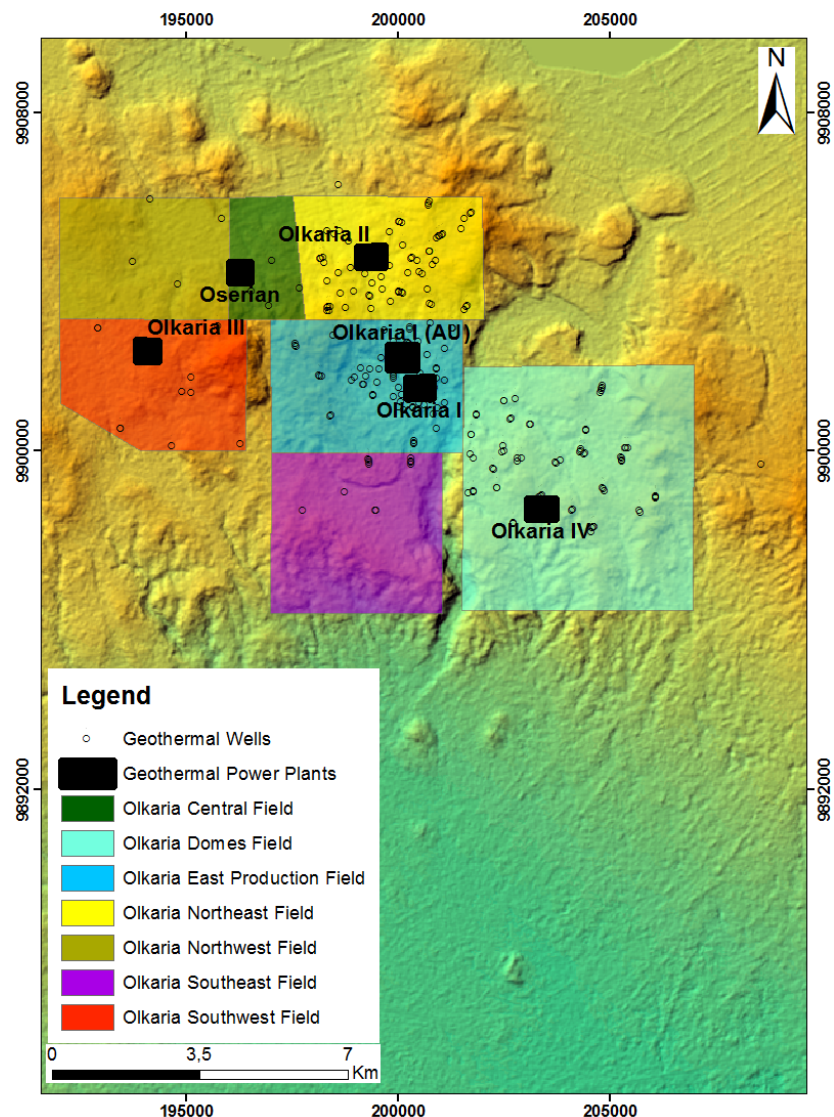 195000
200000
205000
N
9908000
9908000
Olkaria II
Oserian
Olkaria III
Olkaria I (AU)
Olkaria I
9900000
9900000
Olkaria IV
Legend
Geothermal Wells
Geothermal Power Plants
Olkaria Central Field
Olkaria Domes Field
Olkaria East Production Field
Olkaria Northeast Field
Olkaria Northwest Field
Olkaria Southeast Field
Olkaria Southwest Field
9892000
9892000
0 3,5 7
Km
195000
200000
205000